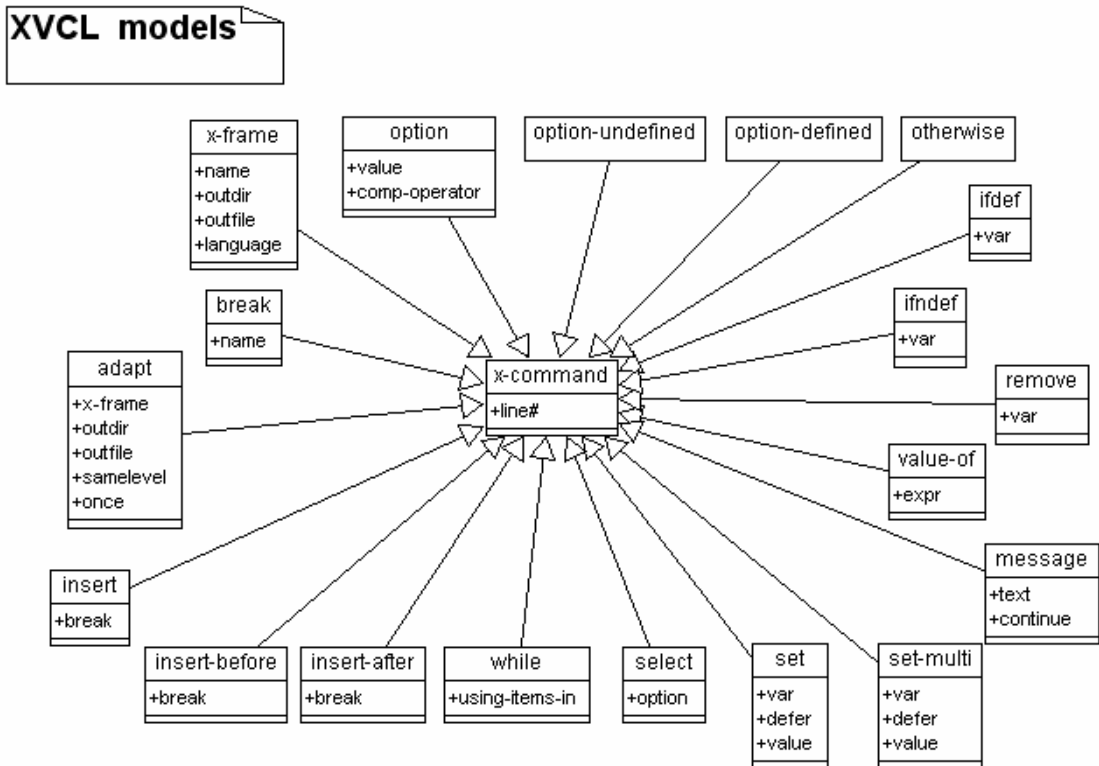 XVCL models
x-frame
+name
+outdir
+outfile
+language
option
+value
+comp-operator
option-undefined
option-defined
otherwise
ifdef
+var
break
+name
ifndef
+var
adapt
+x-frame
+outdir
+outfile
+samelevel
+once
x-command
+line#
remove
+var
value-of
+expr
message
+text
+continue
insert
+break
insert-before
+break
insert-after
+break
while
+using-items-in
select
+option
set
+var
+defer
+value
set-multi
+var
+defer
+value